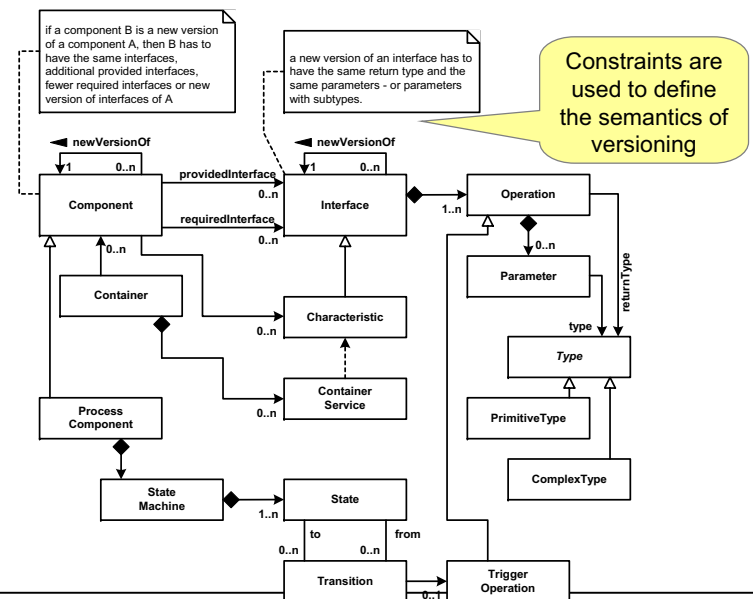 if a component B is a new version
of a component A, then B has to
have the same interfaces,
additional provided interfaces,
fewer required interfaces or new
version of interfaces of A
a new version of an interface has to
have the same return type and the
same parameters - or parameters
with subtypes.
Constraints are
used to define
the semantics of
versioning
newVersionOf
1 0..n
newVersionOf
1 0..n
Component
providedInterface
0..n
requiredInterface
0..n
Interface
1..n
Operation
0..n
0..n
Parameter
returnType
type
Container
Characteristic
0..n
Type
Container
Service
0..n
PrimitiveType
Process
Component
ComplexType
State
Machine
1..n
State
to
from
0..n
0..n
Transition
0..1
Trigger
Operation